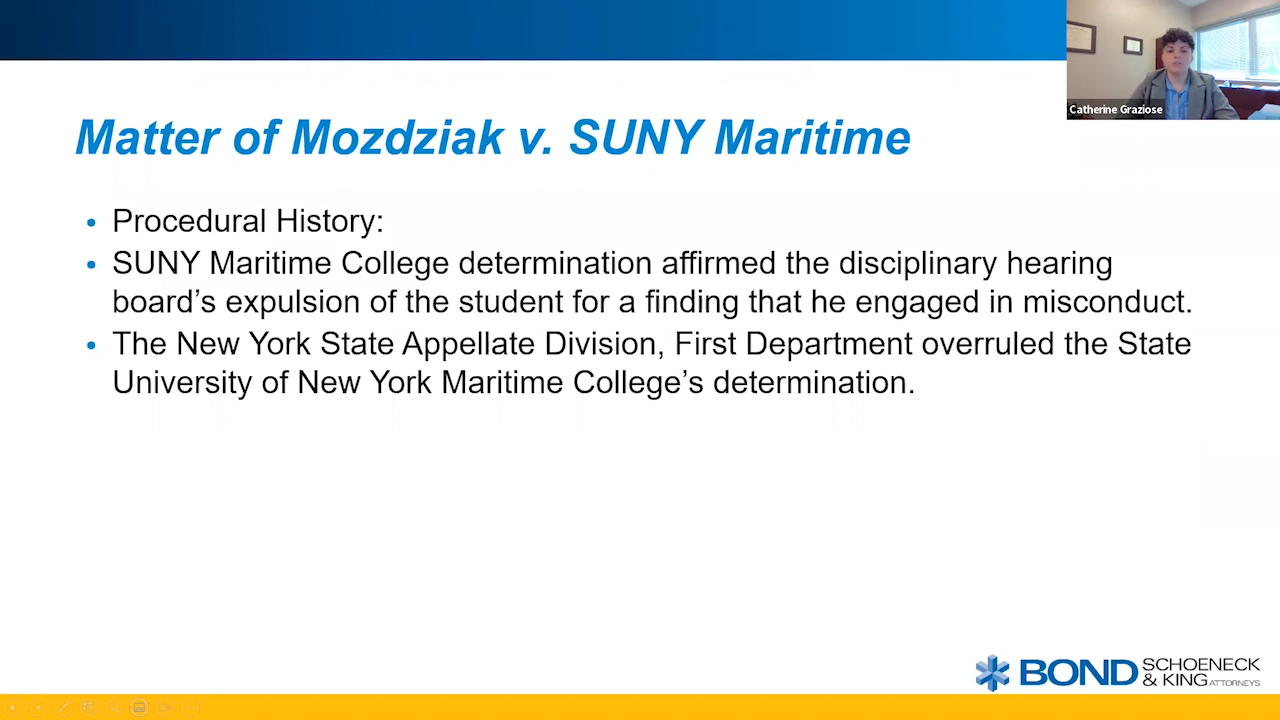 Catherine Graziose
Matter of Mozdziak v. SUNY Maritime
• Procedural History:
• SUNY Maritime College determination affirmed the disciplinary hearing
board’s expulsion of the student for a finding that he engaged in misconduct.
• The New York State Appellate Division, First Department overruled the State
University of New York Maritime College’s determination.
BOND SCHOENECK
& KING ATTORNEYS